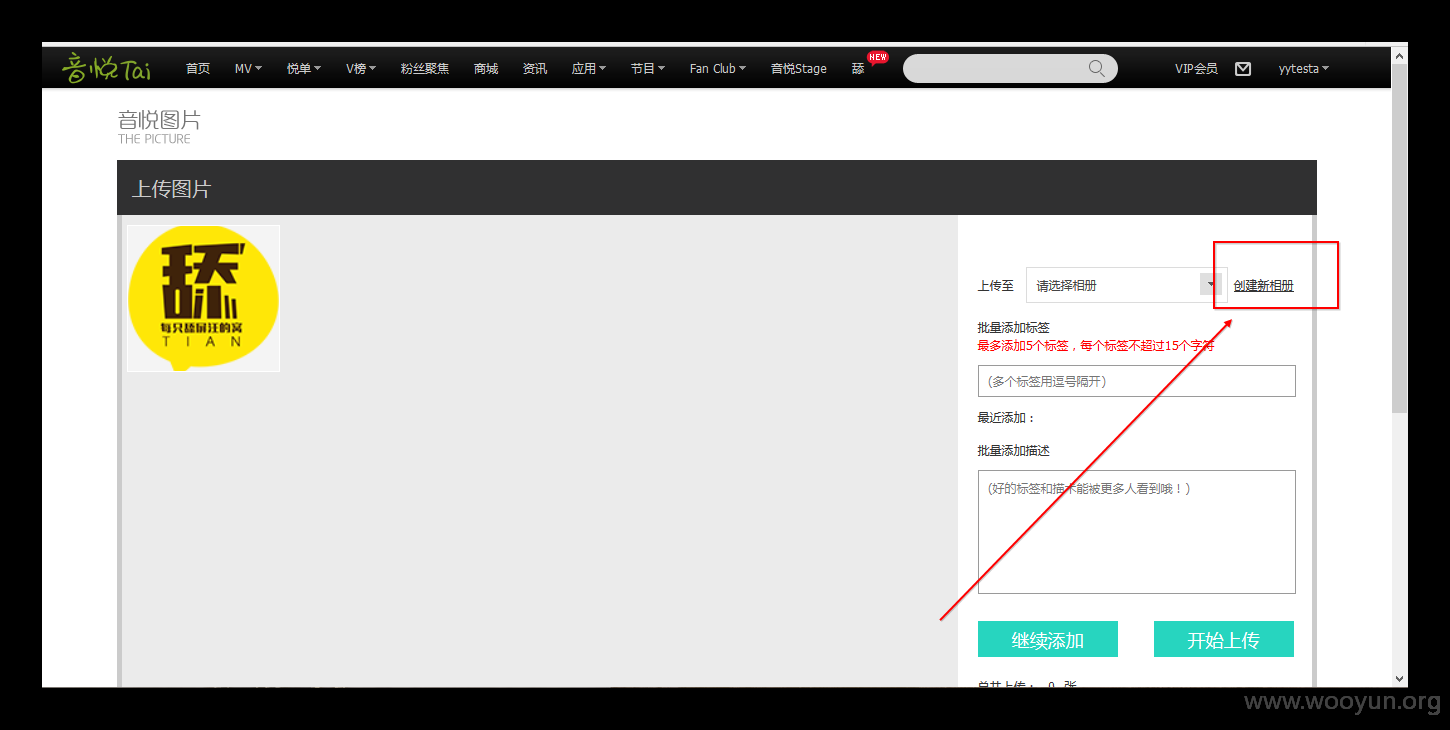 音悦Tai 首页 MV 悦单 V榜 粉丝聚焦 商城 资讯 应用 节目 Fan Club 音悦Stage 舔 NEW VIP会员 yytesta
音悦图片
THE PICTURE
上传图片
舔
每只舔屏汪的窝
TIAN
上传至 请选择相册 创建新相册
批量添加标签
最多添加5个标签，每个标签不超过15个字符
(多个标签用逗号隔开)
最近添加：
批量添加描述
(好的标签和描术能被更多人看到哦！)
继续添加 开始上传
总共上传： 0 张
www.wooyun.org